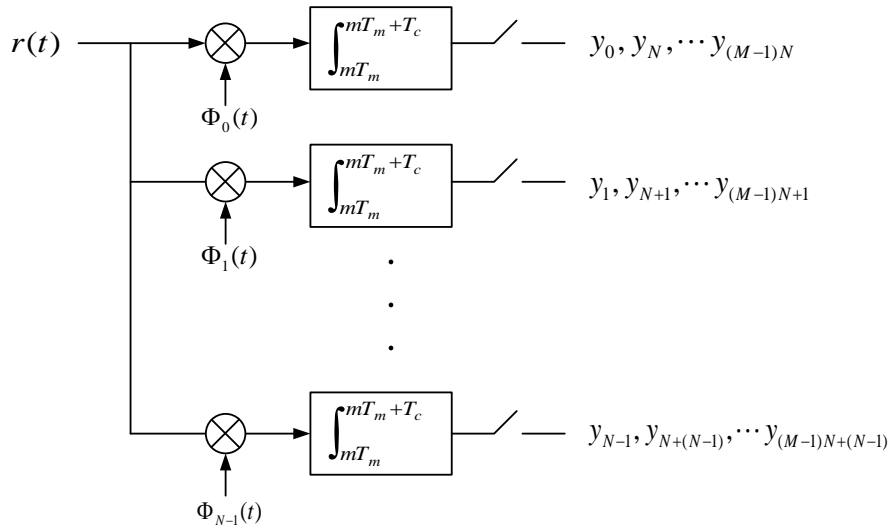 r(t)
∫_{mT_m}^{mT_m+T_c}
y_0, y_N, ⋯ y_{(M−1)N}
Φ_0(t)
∫_{mT_m}^{mT_m+T_c}
y_1, y_{N+1}, ⋯ y_{(M−1)N+1}
Φ_1(t)
∫_{mT_m}^{mT_m+T_c}
y_{N−1}, y_{N+(N−1)}, ⋯ y_{(M−1)N+(N−1)}
Φ_{N−1}(t)